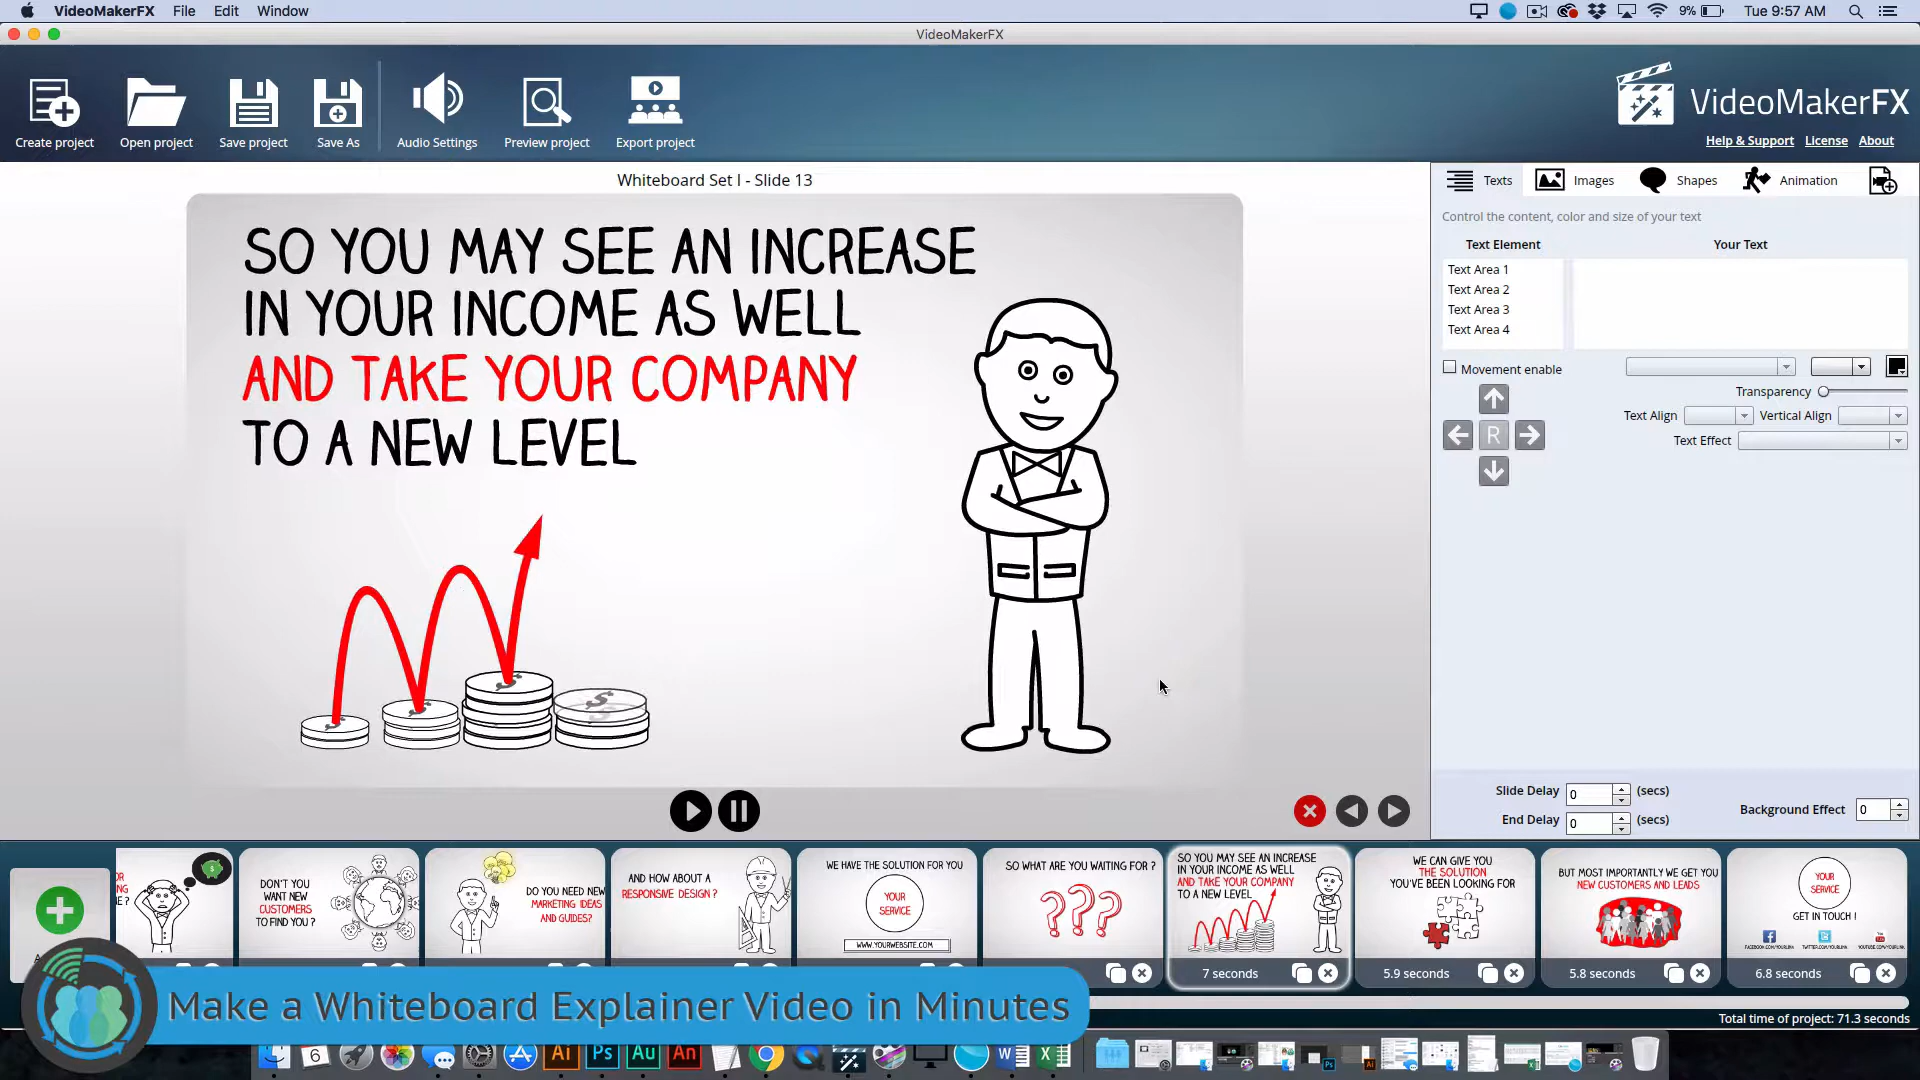 VideoMakerFX File Edit Window 9% Tue 9:57 AM
VideoMakerFX
Create project Open project Save project Save As Audio Settings Preview project Export project
VideoMakerFX
Help & Support License About
Whiteboard Set I - Slide 13
SO YOU MAY SEE AN INCREASE
IN YOUR INCOME AS WELL
AND TAKE YOUR COMPANY
TO A NEW LEVEL
Texts Images Shapes Animation
Control the content, color and size of your text
Text Element Your Text
Text Area 1
Text Area 2
Text Area 3
Text Area 4
Movement enable
Transparency
R
Text Align Vertical Align
Text Effect
Slide Delay 0 (secs)
End Delay 0 (secs)
Background Effect 0
DON'T YOU
WANT NEW
CUSTOMERS
TO FIND YOU ?
DO YOU NEED NEW
MARKETING IDEAS
AND GUIDES?
AND HOW ABOUT A
RESPONSIVE DESIGN ?
WE HAVE THE SOLUTION FOR YOU
YOUR
SERVICE
WWW.YOURWEBSITE.COM
SO WHAT ARE YOU WAITING FOR ?
SO YOU MAY SEE AN INCREASE
IN YOUR INCOME AS WELL
AND TAKE YOUR COMPANY
TO A NEW LEVEL
7 seconds
WE CAN GIVE YOU
THE SOLUTION
YOU'VE BEEN LOOKING FOR
5.9 seconds
BUT MOST IMPORTANTLY WE GET YOU
NEW CUSTOMERS AND LEADS
5.8 seconds
YOUR
SERVICE
GET IN TOUCH !
6.8 seconds
Make a Whiteboard Explainer Video in Minutes
Total time of project: 71.3 seconds
6 Ai Ps Au An